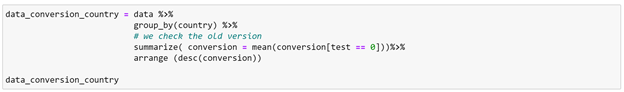 data_conversion_country = data %>%
group_by(country) %>%
# we check the old version
summarize( conversion = mean(conversion[test == 0]))%>%
arrange (desc(conversion))
data_conversion_country